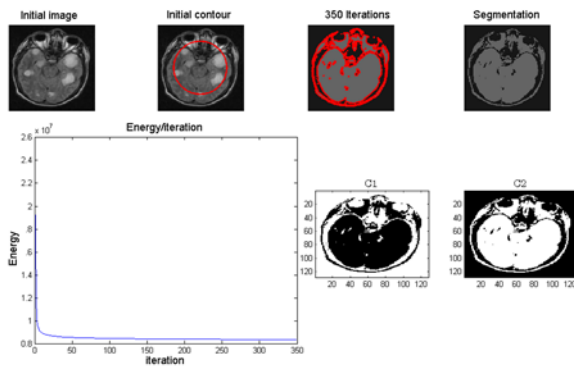 Initial image
Initial contour
350 Iterations
Segmentation
Energy/iteration
x 10^7
2.6
2.4
2.2
2
1.8
1.6
1.4
1.2
1
0.8
Energy
0 50 100 150 200 250 300 350
iteration
C1
20
40
60
80
100
120
20 40 60 80 100 120
C2
20
40
60
80
100
120
20 40 60 80 100 120